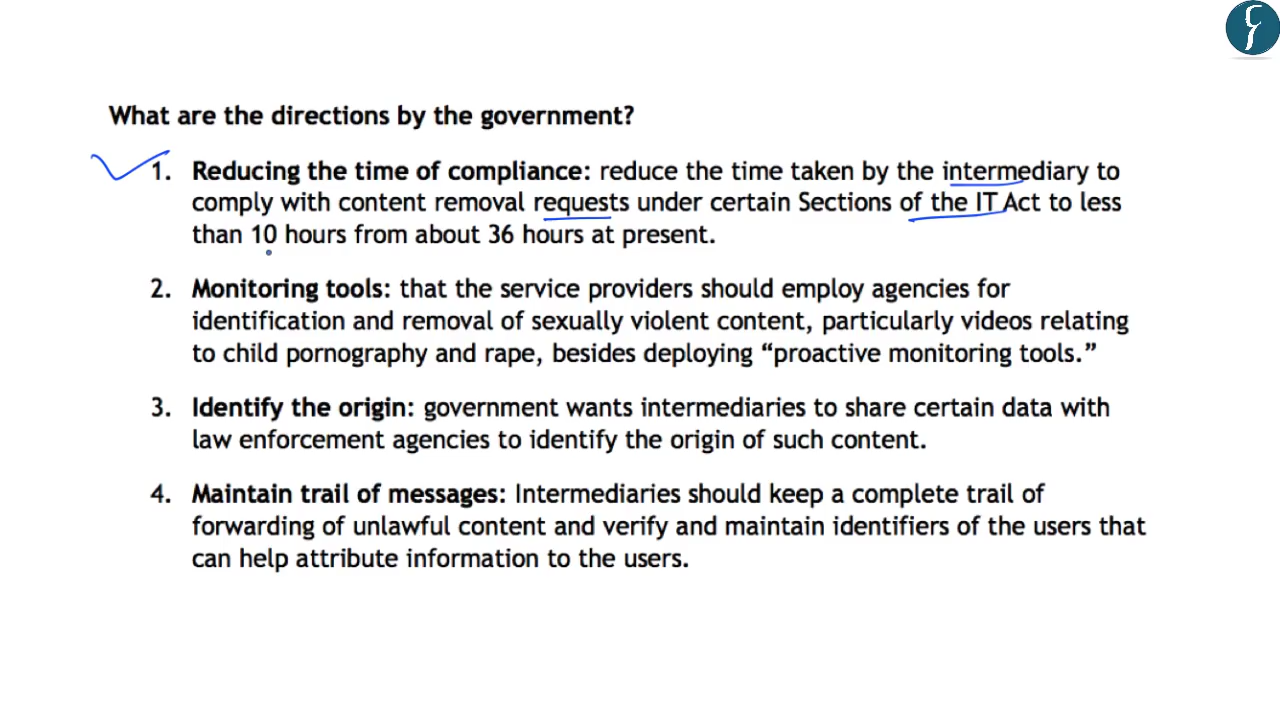 What are the directions by the government?
1. Reducing the time of compliance: reduce the time taken by the intermediary to
comply with content removal requests under certain Sections of the IT Act to less
than 10 hours from about 36 hours at present.
2. Monitoring tools: that the service providers should employ agencies for
identification and removal of sexually violent content, particularly videos relating
to child pornography and rape, besides deploying “proactive monitoring tools.”
3. Identify the origin: government wants intermediaries to share certain data with
law enforcement agencies to identify the origin of such content.
4. Maintain trail of messages: Intermediaries should keep a complete trail of
forwarding of unlawful content and verify and maintain identifiers of the users that
can help attribute information to the users.